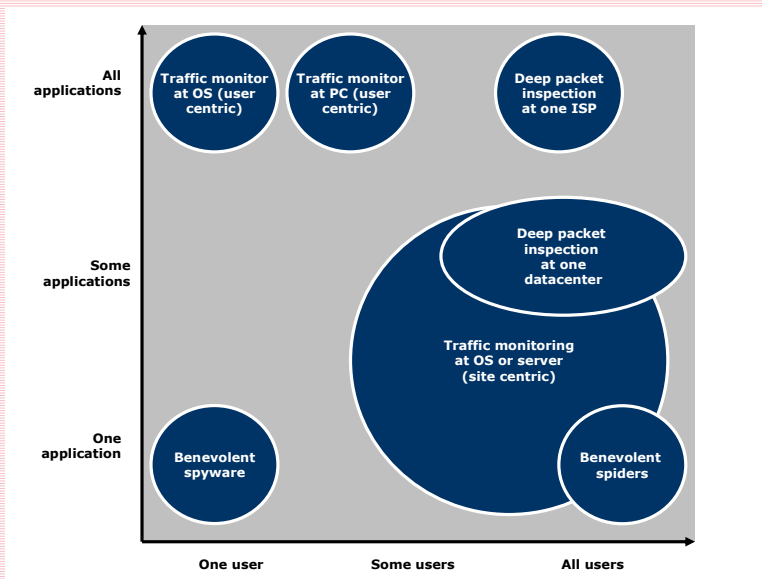 All
applications
Traffic monitor
at OS (user
centric)
Traffic monitor
at PC (user
centric)
Deep packet
inspection
at one ISP
Some
applications
Deep packet
inspection
at one
datacenter
Traffic monitoring
at OS or server
(site centric)
One
application
Benevolent
spyware
Benevolent
spiders
One user
Some users
All users